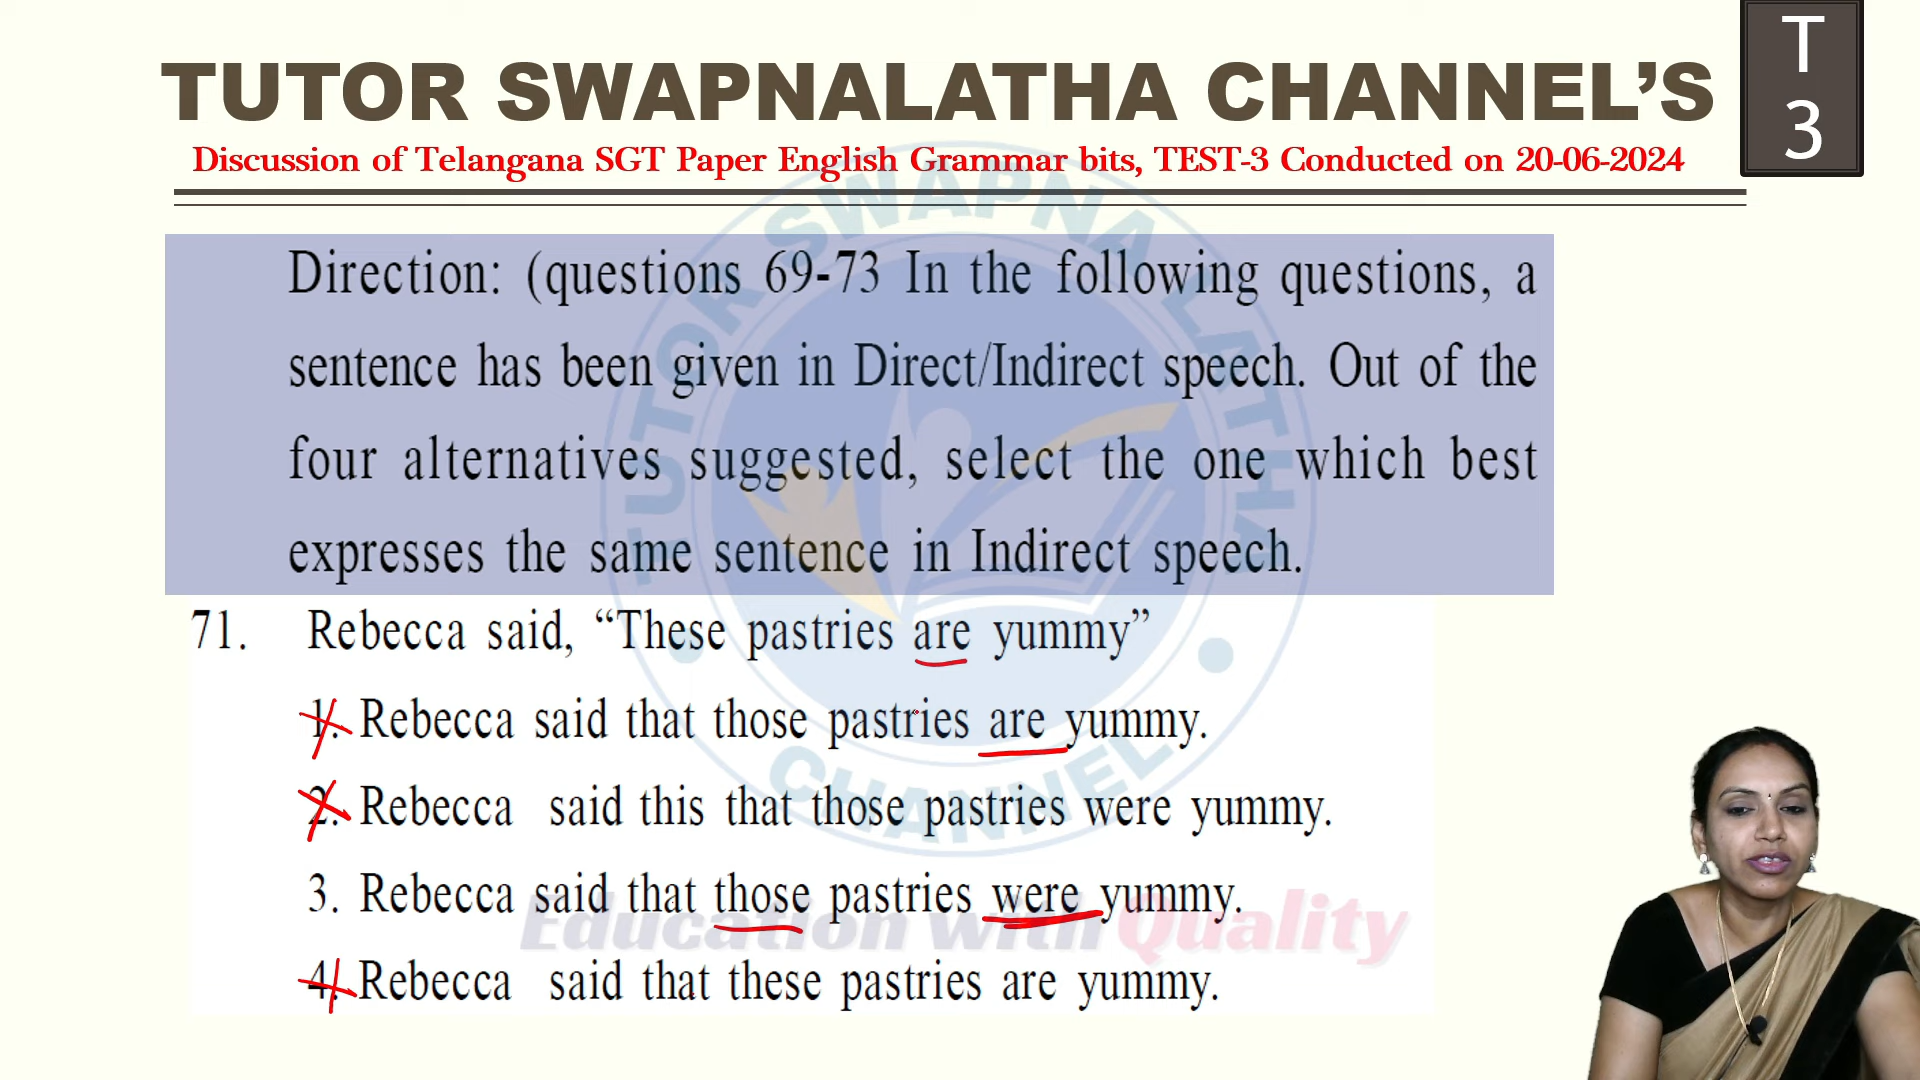 TUTOR SWAPNALATHA CHANNEL’S
T
3
Discussion of Telangana SGT Paper English Grammar bits, TEST-3 Conducted on 20-06-2024
Direction: (questions 69-73 In the following questions, a
sentence has been given in Direct/Indirect speech. Out of the
four alternatives suggested, select the one which best
expresses the same sentence in Indirect speech.
71. Rebecca said, “These pastries are yummy”
1. Rebecca said that those pastries are yummy.
2. Rebecca said this that those pastries were yummy.
3. Rebecca said that those pastries were yummy.
4. Rebecca said that these pastries are yummy.
TUTOR SWAPNALATHA
CHANNEL
Education with Quality